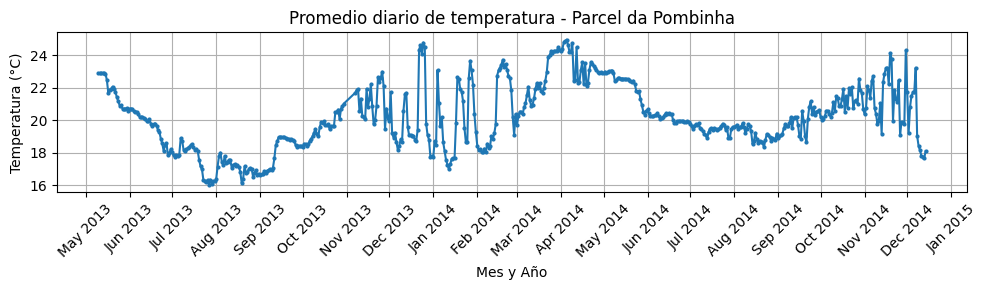 Promedio diario de temperatura - Parcel da Pombinha
Temperatura (°C)
24
22
20
18
16
May 2013
Jun 2013
Jul 2013
Aug 2013
Sep 2013
Oct 2013
Nov 2013
Dec 2013
Jan 2014
Feb 2014
Mar 2014
Apr 2014
May 2014
Jun 2014
Jul 2014
Aug 2014
Sep 2014
Oct 2014
Nov 2014
Dec 2014
Jan 2015
Mes y Año